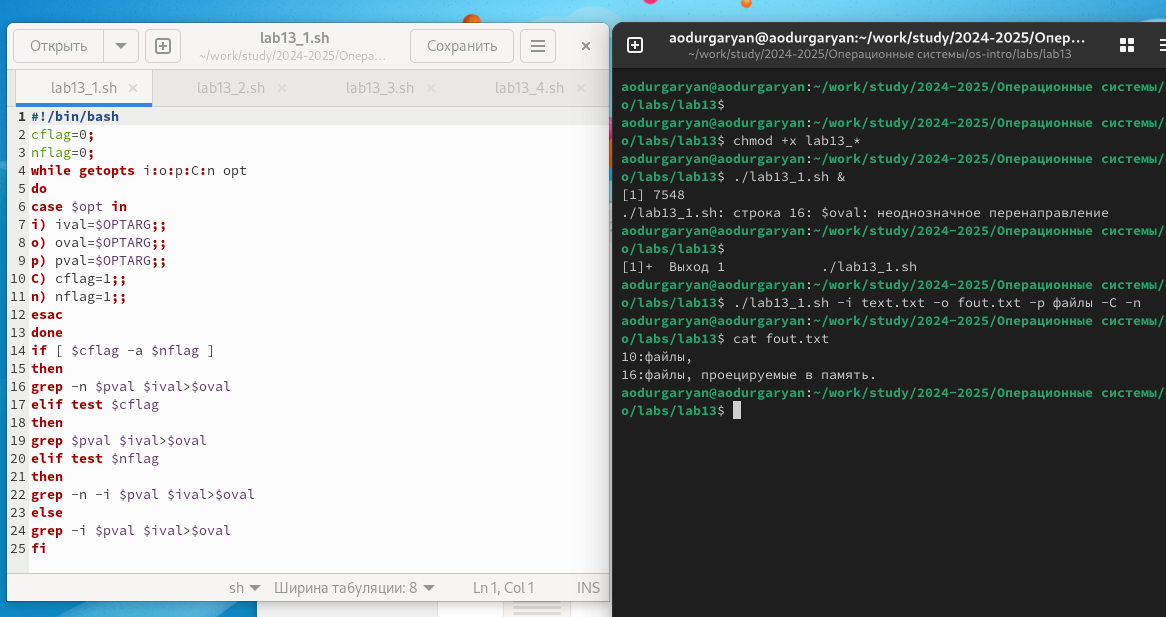 Открыть
lab13_1.sh
~/work/study/2024-2025/Опера…
Сохранить
lab13_1.sh
lab13_2.sh
lab13_3.sh
lab13_4.sh
1 #!/bin/bash
2 cflag=0;
3 nflag=0;
4 while getopts i:o:p:C:n opt
5 do
6 case $opt in
7 i) ival=$OPTARG;;
8 o) oval=$OPTARG;;
9 p) pval=$OPTARG;;
10 C) cflag=1;;
11 n) nflag=1;;
12 esac
13 done
14 if [ $cflag -a $nflag ]
15 then
16 grep -n $pval $ival>$oval
17 elif test $cflag
18 then
19 grep $pval $ival>$oval
20 elif test $nflag
21 then
22 grep -n -i $pval $ival>$oval
23 else
24 grep -i $pval $ival>$oval
25 fi
sh
Ширина табуляции: 8
Ln 1, Col 1
INS
aodurgaryan@aodurgaryan:~/work/study/2024-2025/Опер…
~/work/study/2024-2025/Операционные системы/os-intro/labs/lab13
aodurgaryan@aodurgaryan:~/work/study/2024-2025/Операционные системы/
o/labs/lab13$
aodurgaryan@aodurgaryan:~/work/study/2024-2025/Операционные системы/
o/labs/lab13$ chmod +x lab13_*
aodurgaryan@aodurgaryan:~/work/study/2024-2025/Операционные системы/
o/labs/lab13$ ./lab13_1.sh &
[1] 7548
./lab13_1.sh: строка 16: $oval: неоднозначное перенаправление
aodurgaryan@aodurgaryan:~/work/study/2024-2025/Операционные системы/
o/labs/lab13$
[1]+  Выход 1            ./lab13_1.sh
aodurgaryan@aodurgaryan:~/work/study/2024-2025/Операционные системы/
o/labs/lab13$ ./lab13_1.sh -i text.txt -o fout.txt -p файлы -C -n
aodurgaryan@aodurgaryan:~/work/study/2024-2025/Операционные системы/
o/labs/lab13$ cat fout.txt
10:файлы,
16:файлы, проецируемые в память.
aodurgaryan@aodurgaryan:~/work/study/2024-2025/Операционные системы/
o/labs/lab13$